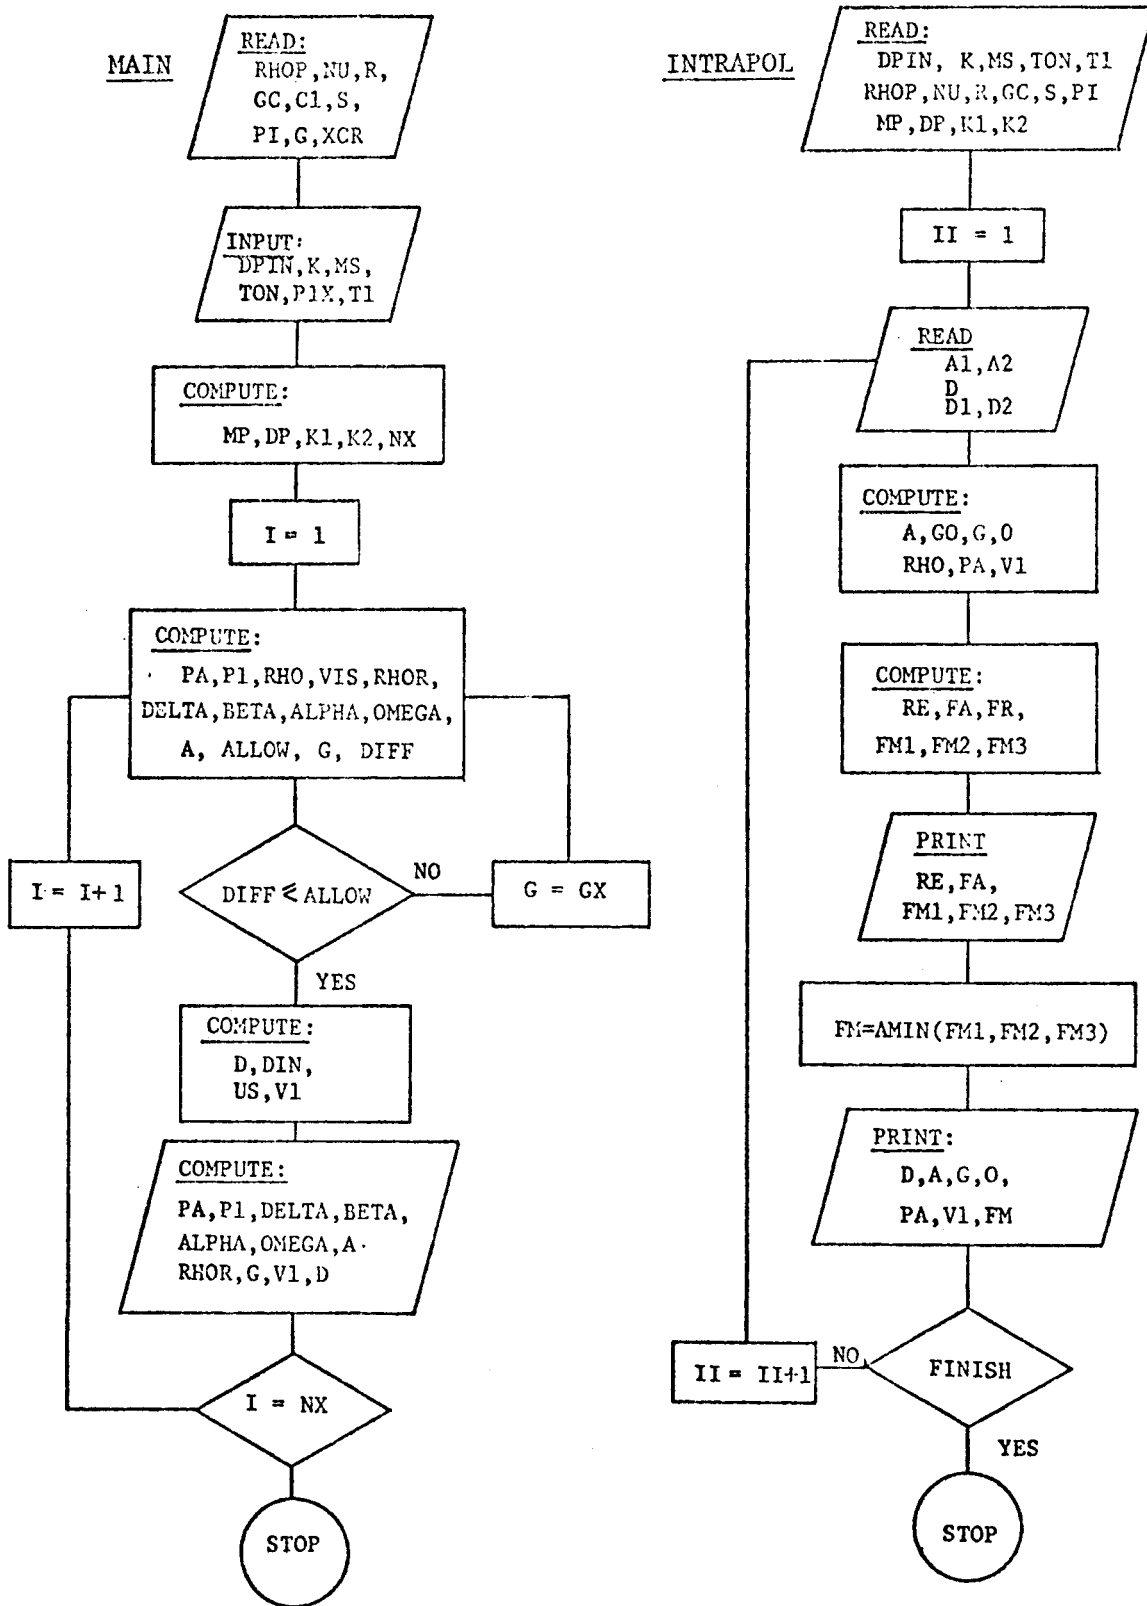 MAIN
READ:
RHOP,NU,R,
GC,C1,S,
PI,G,XCR
INPUT:
DPIN,K,MS,
TON,P1X,T1
COMPUTE:
MP,DP,K1,K2,NX
I = 1
COMPUTE:
PA,P1,RHO,VIS,RHOR,
DELTA,BETA,ALPHA,OMEGA,
A, ALLOW, G, DIFF
I = I+1
DIFF ≤ ALLOW
NO
G = GX
YES
COMPUTE:
D,DIN,
US,V1
COMPUTE:
PA,P1,DELTA,BETA,
ALPHA,OMEGA,A
RHOR,G,V1,D
I = NX
STOP
INTRAPOL
READ:
DPIN, K,MS,TON,T1
RHOP,NU,R,GC,S,PI
MP,DP,K1,K2
II = 1
READ
A1,A2
D
D1,D2
COMPUTE:
A,GO,G,O
RHO,PA,V1
COMPUTE:
RE,FA,FR,
FM1,FM2,FM3
PRINT
RE,FA,
FM1,FM2,FM3
FM=AMIN(FM1,FM2,FM3)
PRINT:
D,A,G,O,
PA,V1,FM
II = II+1
NO
FINISH
YES
STOP